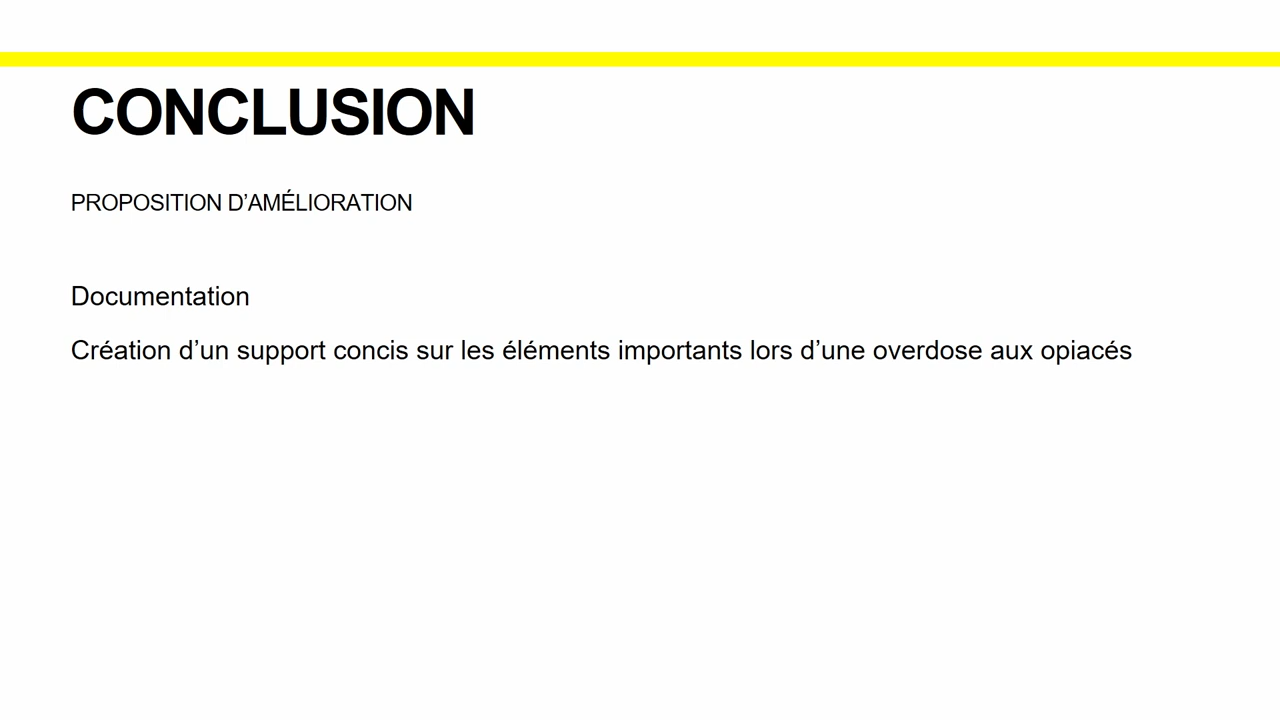 CONCLUSION
PROPOSITION D’AMÉLIORATION
Documentation
Création d’un support concis sur les éléments importants lors d’une overdose aux opiacés